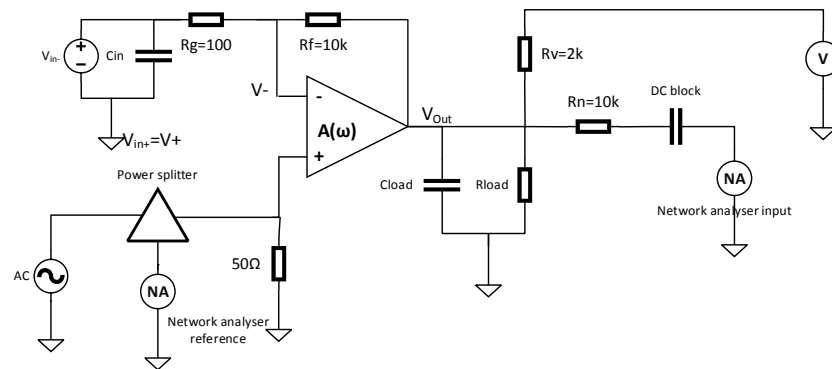 Rg=100
Rf=10k
Rv=2k
Vin-
+
-
Cin
V
V-
-
A(ω)
+
VOut
Rn=10k
DC block
Vin+=V+
Power splitter
Cload
Rload
NA
Network analyser input
AC
NA
50Ω
Network analyser
reference